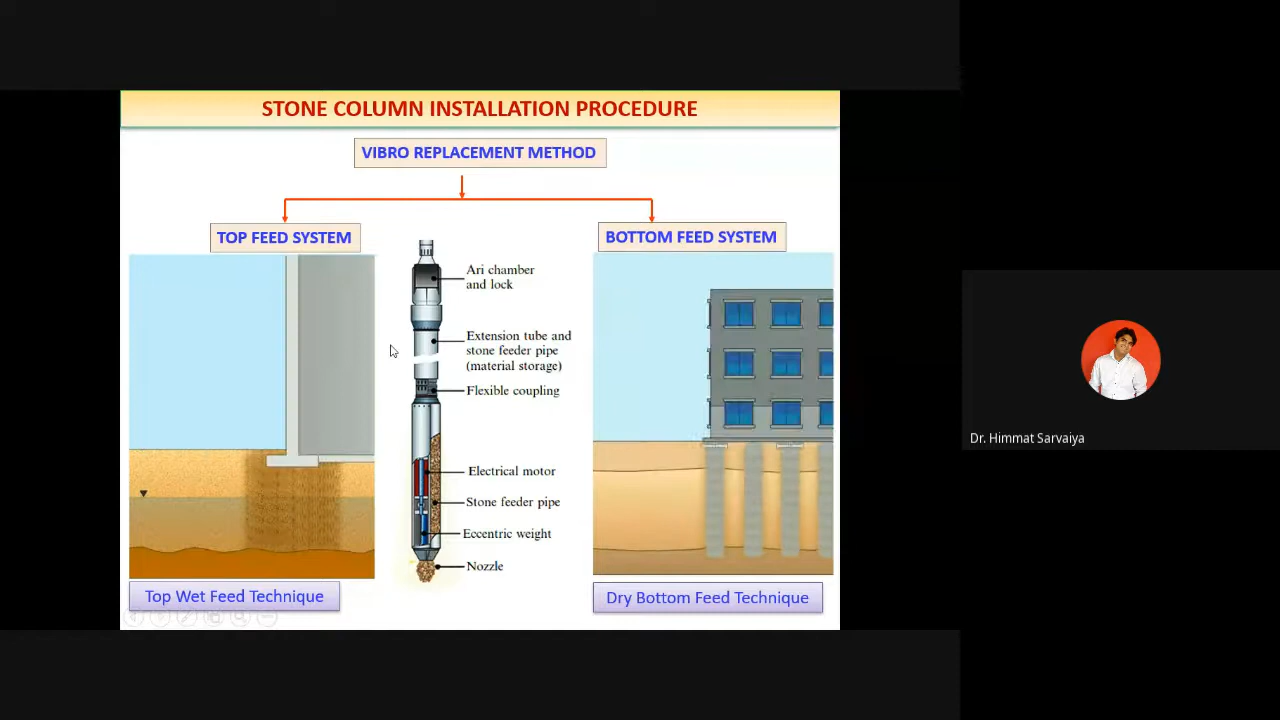 STONE COLUMN INSTALLATION PROCEDURE
VIBRO REPLACEMENT METHOD
TOP FEED SYSTEM
BOTTOM FEED SYSTEM
Ari chamber
and lock
Extension tube and
stone feeder pipe
(material storage)
Flexible coupling
Electrical motor
Stone feeder pipe
Eccentric weight
Nozzle
Top Wet Feed Technique
Dry Bottom Feed Technique
Dr. Himmat Sarvaiya